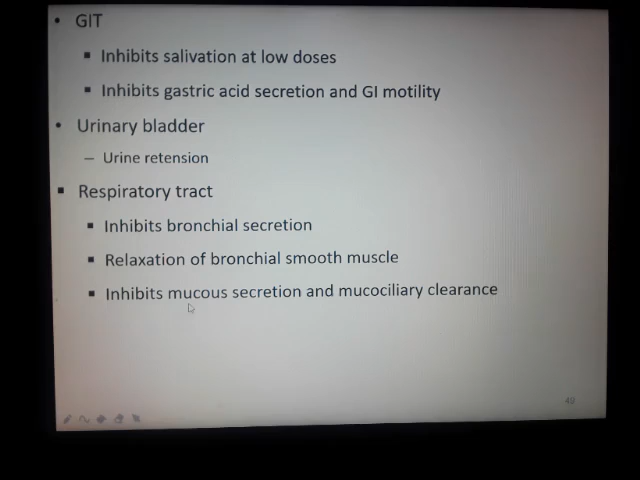 • GIT
▪ Inhibits salivation at low doses
▪ Inhibits gastric acid secretion and GI motility
• Urinary bladder
– Urine retension
▪ Respiratory tract
▪ Inhibits bronchial secretion
▪ Relaxation of bronchial smooth muscle
▪ Inhibits mucous secretion and mucociliary clearance
49